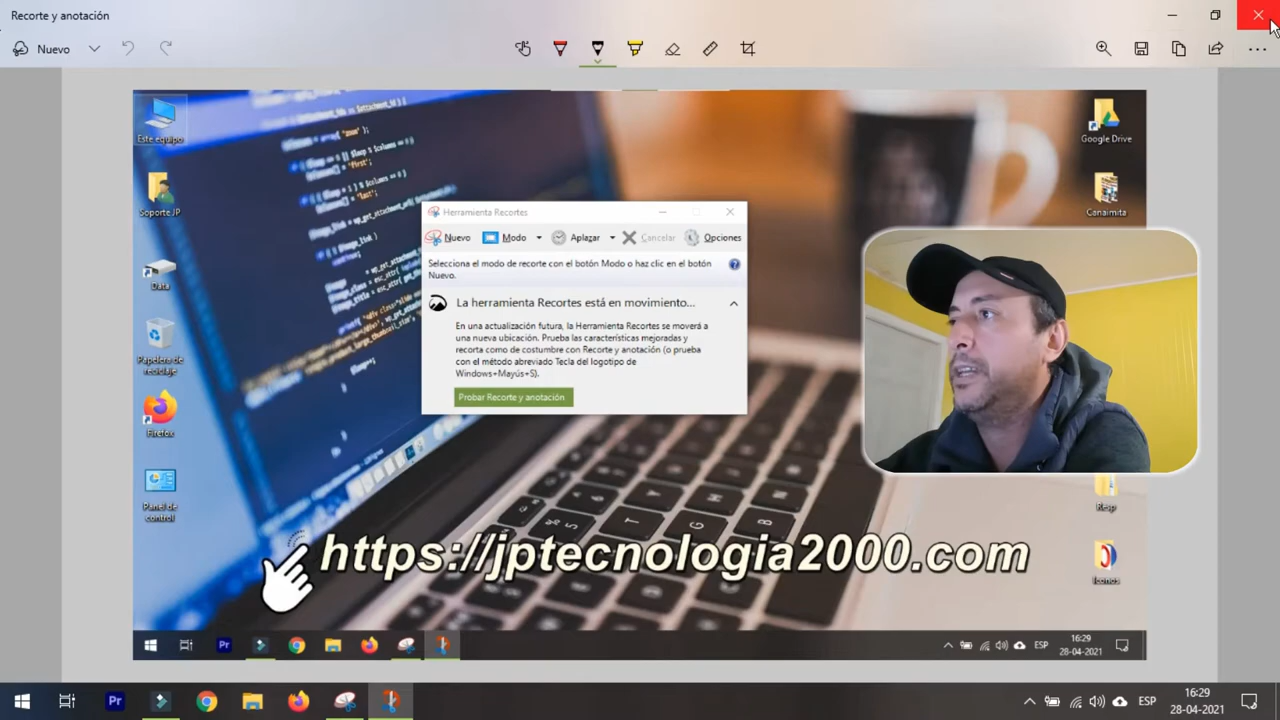 Recorte y anotación
Nuevo
Este equipo
Soporte JP
Data
Papelera de
reciclaje
Firefox
Panel de
control
Google Drive
Canaimita
Resp
Iconos
Herramienta Recortes
Nuevo Modo Aplazar Cancelar Opciones
Selecciona el modo de recorte con el botón Modo o haz clic en el botón
Nuevo.
La herramienta Recortes está en movimiento...
En una actualización futura, la Herramienta Recortes se moverá a
una nueva ubicación. Prueba las características mejoradas y
recorta como de costumbre con Recorte y anotación (o prueba
con el método abreviado Tecla del logotipo de
Windows+Mayús+S).
Probar Recorte y anotación
https://jptecnologia2000.com
Pr
ESP
16:29
28-04-2021
Pr
ESP
16:29
28-04-2021